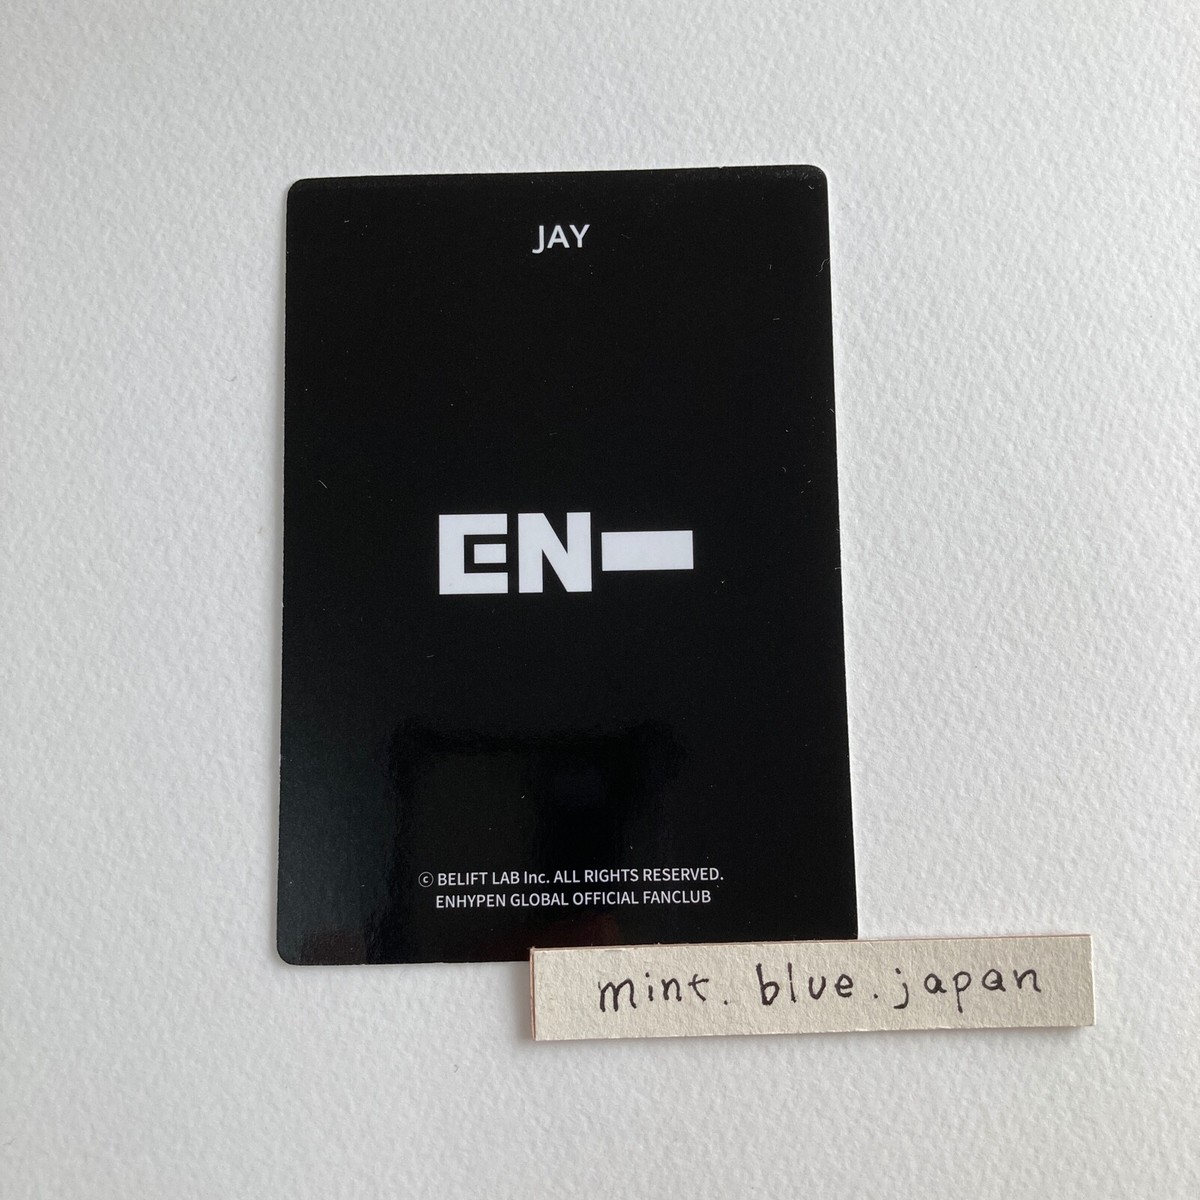 JAY
EN-
© BELIFT LAB Inc. ALL RIGHTS RESERVED.
ENHYPEN GLOBAL OFFICIAL FANCLUB
mint. blue. japan